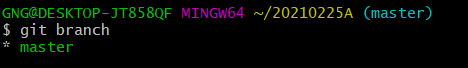 GNG@DESKTOP-JT858QF MINGW64 ~/20210225A (master)
$ git branch
* master